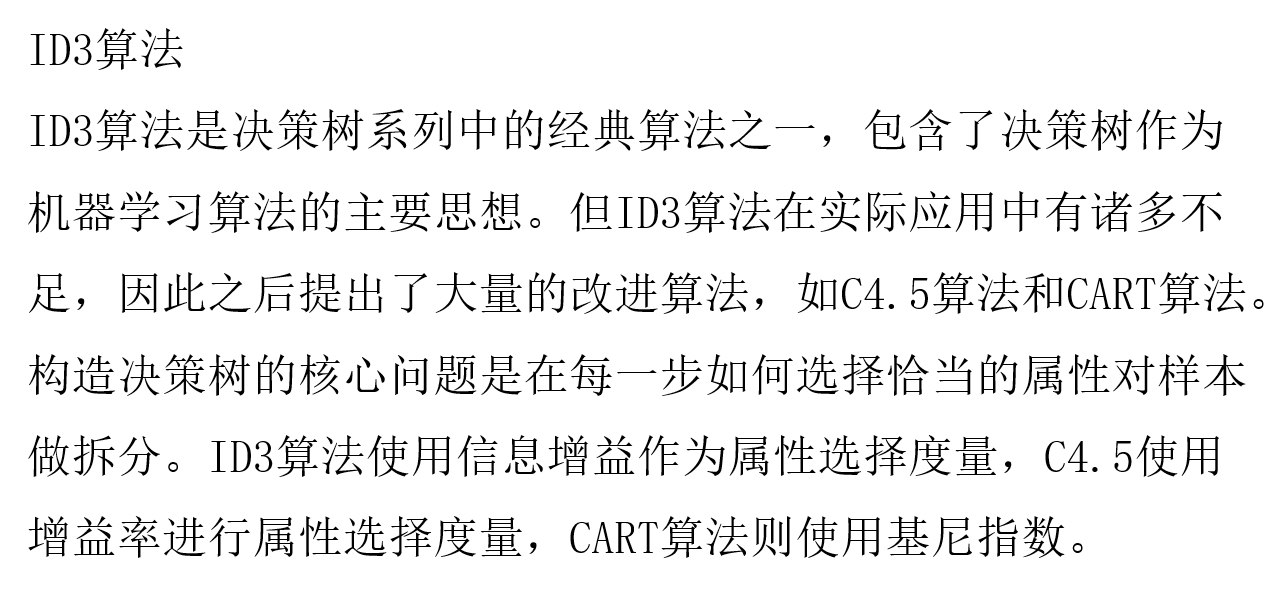 ID3算法
ID3算法是决策树系列中的经典算法之一，包含了决策树作为
机器学习算法的主要思想。但ID3算法在实际应用中有诸多不
足，因此之后提出了大量的改进算法，如C4.5算法和CART算法。
构造决策树的核心问题是在每一步如何选择恰当的属性对样本
做拆分。ID3算法使用信息增益作为属性选择度量，C4.5使用
增益率进行属性选择度量，CART算法则使用基尼指数。